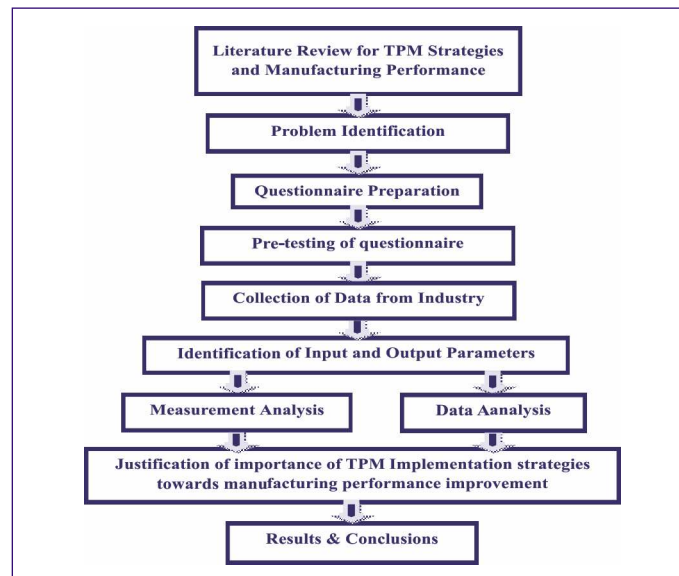 Literature Review for TPM Strategies
and Manufacturing Performance
Problem Identification
Questionnaire Preparation
Pre-testing of questionnaire
Collection of Data from Industry
Identification of Input and Output Parameters
Measurement Analysis
Data Aanalysis
Justification of importance of TPM Implementation strategies
towards manufacturing performance improvement
Results & Conclusions